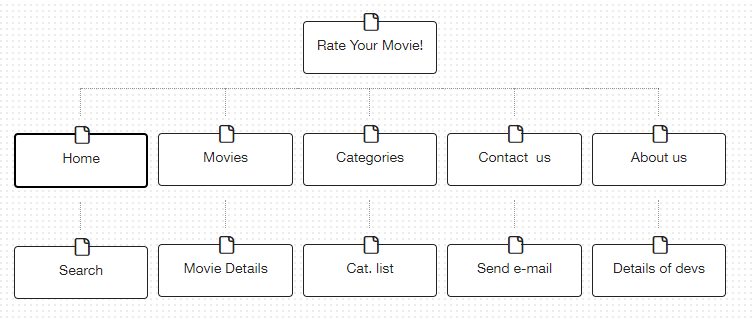 Rate Your Movie!
Home
Movies
Categories
Contact us
About us
Search
Movie Details
Cat. list
Send e-mail
Details of devs